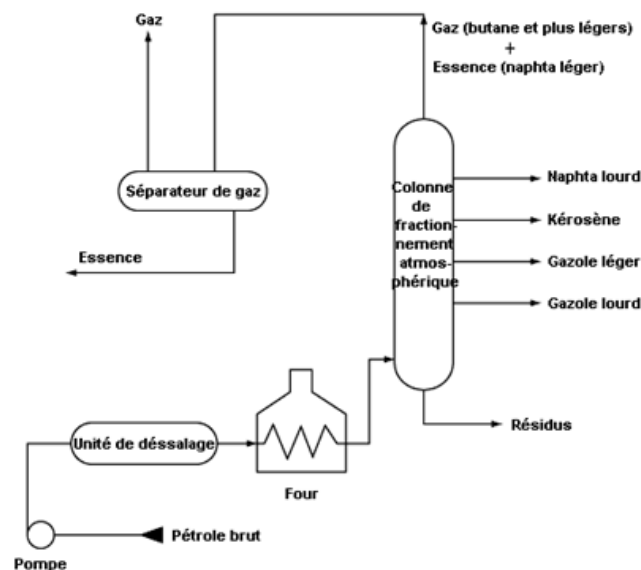 Gaz
Gaz (butane et plus légers)
+
Essence (naphta léger)
Séparateur de gaz
Essence
Colonne
de
fraction-
nement
atmos-
phérique
Naphta lourd
Kérosène
Gazole léger
Gazole lourd
Résidus
Unité de déssalage
Four
Pétrole brut
Pompe